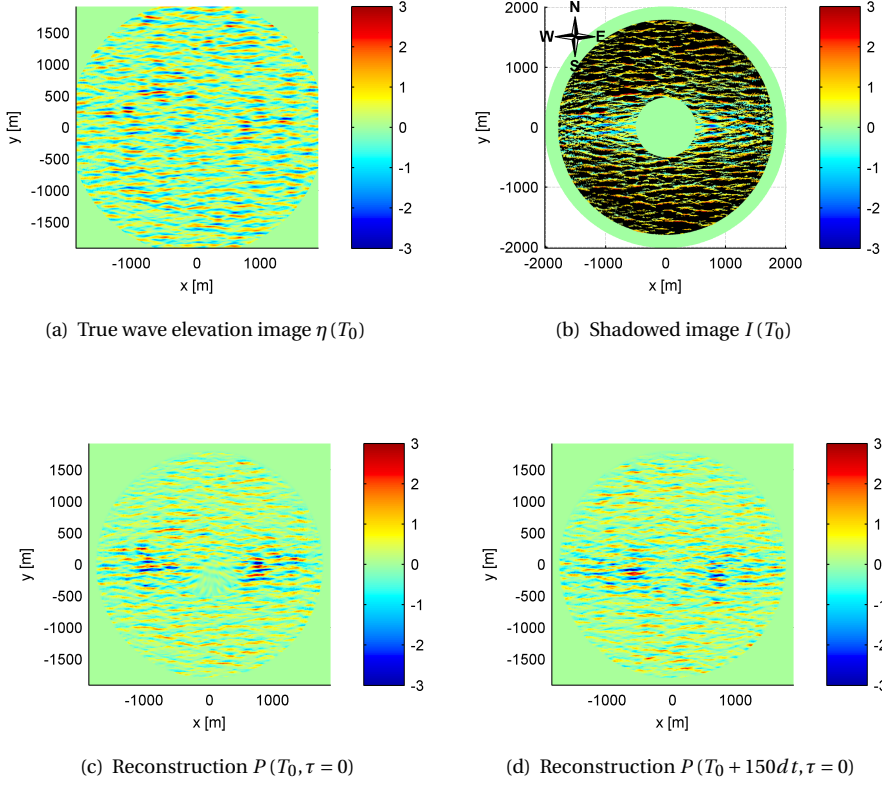 1500
1000
500
0
-500
-1000
-1500
y [m]
-1000 0 1000
x [m]
3
2
1
0
-1
-2
-3
(a) True wave elevation image η(T₀)
N
W E
S
2000
1000
0
-1000
-2000
y [m]
-2000 -1000 0 1000 2000
x [m]
3
2
1
0
-1
-2
-3
(b) Shadowed image I(T₀)
1500
1000
500
0
-500
-1000
-1500
y [m]
-1000 0 1000
x [m]
3
2
1
0
-1
-2
-3
(c) Reconstruction P(T₀, τ = 0)
1500
1000
500
0
-500
-1000
-1500
y [m]
-1000 0 1000
x [m]
3
2
1
0
-1
-2
-3
(d) Reconstruction P(T₀ + 150dt, τ = 0)